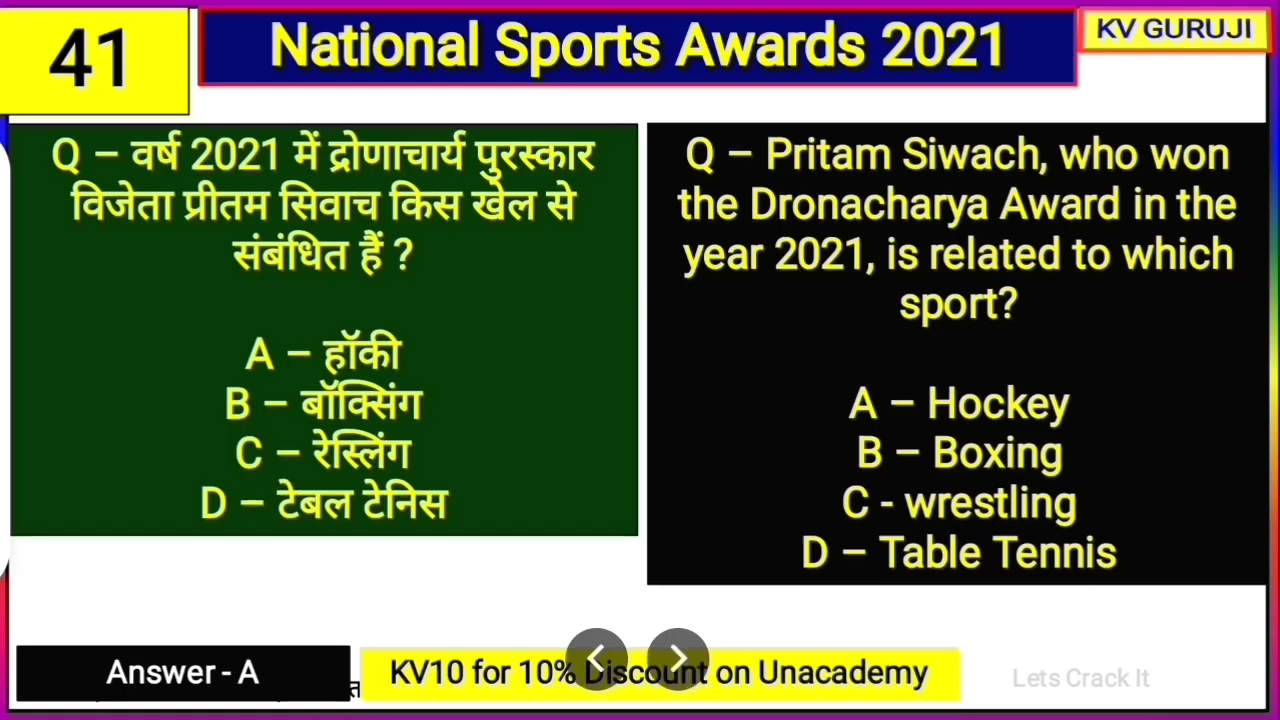 41
National Sports Awards 2021
KV GURUJI
Q – वर्ष 2021 में द्रोणाचार्य पुरस्कार
विजेता प्रीतम सिवाच किस खेल से
संबंधित हैं ?
A – हॉकी
B – बॉक्सिंग
C – रेस्लिंग
D – टेबल टेनिस
Q – Pritam Siwach, who won
the Dronacharya Award in the
year 2021, is related to which
sport?
A – Hockey
B – Boxing
C - wrestling
D – Table Tennis
Answer - A
KV10 for 10% Discount on Unacademy
Lets Crack It